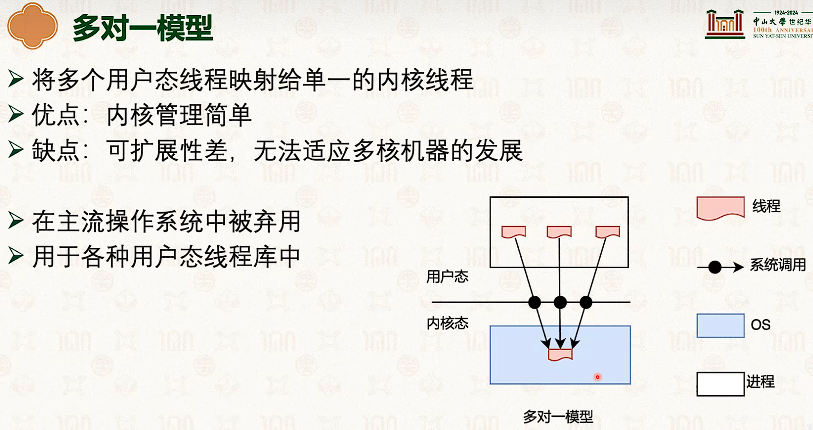 多对一模型
1924-2024
中山大學世纪华
100th ANNIVERSAR
SUN YAT-SEN UNIVERSIT
将多个用户态线程映射给单一的内核线程
优点：内核管理简单
缺点：可扩展性差，无法适应多核机器的发展
在主流操作系统中被弃用
用于各种用户态线程库中
线程
系统调用
用户态
内核态
OS
进程
多对一模型